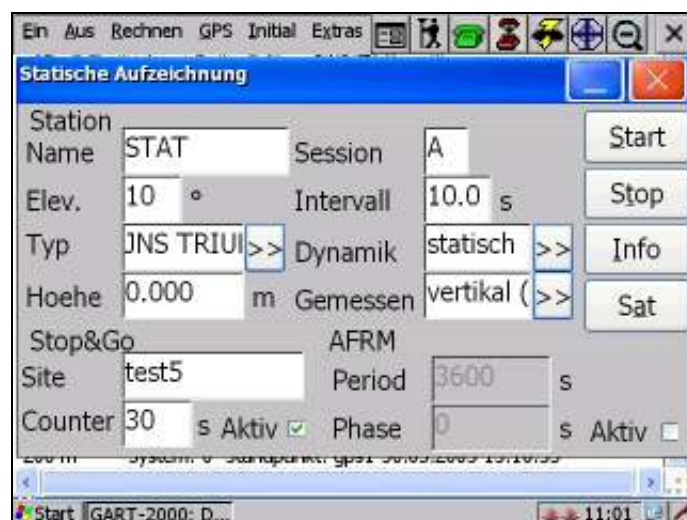 Ein Aus Rechnen GPS Initial Extras
Statische Aufzeichnung
Station
Name STAT Session A Start
Elev. 10 ° Intervall 10.0 s Stop
Typ JNS TRIU >> Dynamik statisch >> Info
Hoehe 0.000 m Gemessen vertikal ( >> Sat
Stop&Go AFRM
Site test5 Period 3600 s
Counter 30 s Aktiv Phase 0 s Aktiv
Start GART-2000: D... 11:01